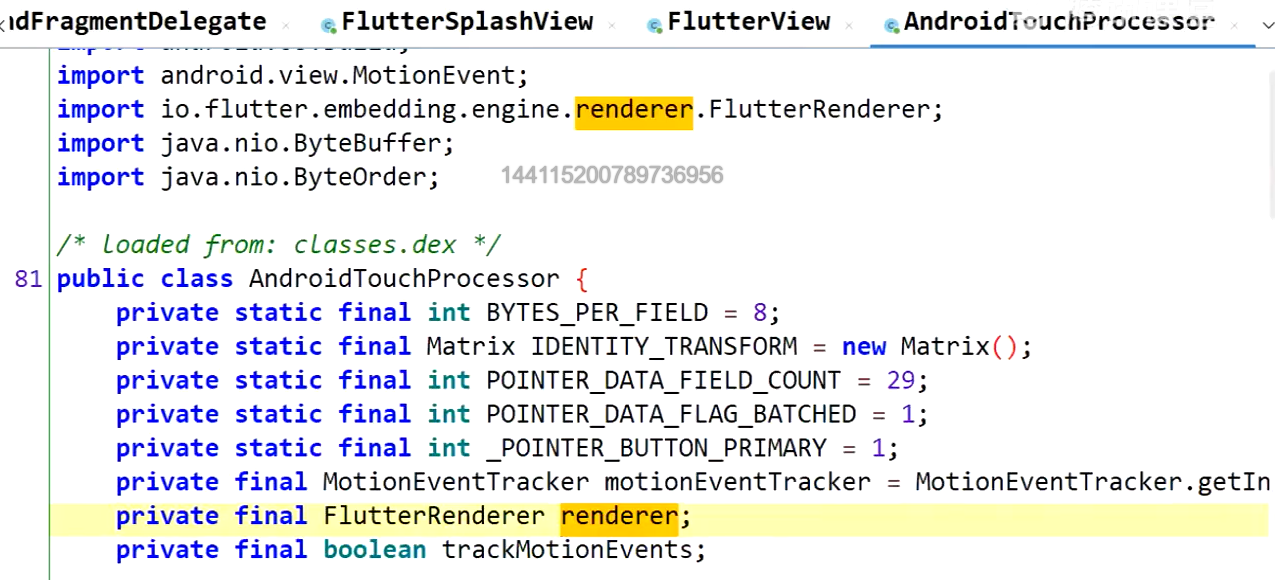 ndFragmentDelegate FlutterSplashView FlutterView AndroidTouchProcessor
import android.view.MotionEvent;
import io.flutter.embedding.engine.renderer.FlutterRenderer;
import java.nio.ByteBuffer;
import java.nio.ByteOrder;
144115200789736956
/* loaded from: classes.dex */
81 public class AndroidTouchProcessor {
private static final int BYTES_PER_FIELD = 8;
private static final Matrix IDENTITY_TRANSFORM = new Matrix();
private static final int POINTER_DATA_FIELD_COUNT = 29;
private static final int POINTER_DATA_FLAG_BATCHED = 1;
private static final int _POINTER_BUTTON_PRIMARY = 1;
private final MotionEventTracker motionEventTracker = MotionEventTracker.getIn
private final FlutterRenderer renderer;
private final boolean trackMotionEvents;